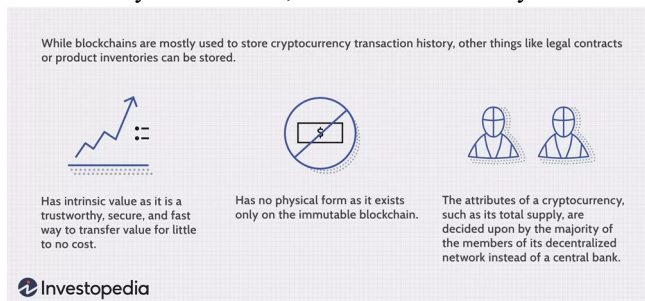 While blockchains are mostly used to store cryptocurrency transaction history, other things like legal contracts
or product inventories can be stored.
$
Has intrinsic value as it is a
trustworthy, secure, and fast
way to transfer value for little
to no cost.
Has no physical form as it exists
only on the immutable blockchain.
The attributes of a cryptocurrency,
such as its total supply, are
decided upon by the majority of
the members of its decentralized
network instead of a central bank.
Investopedia